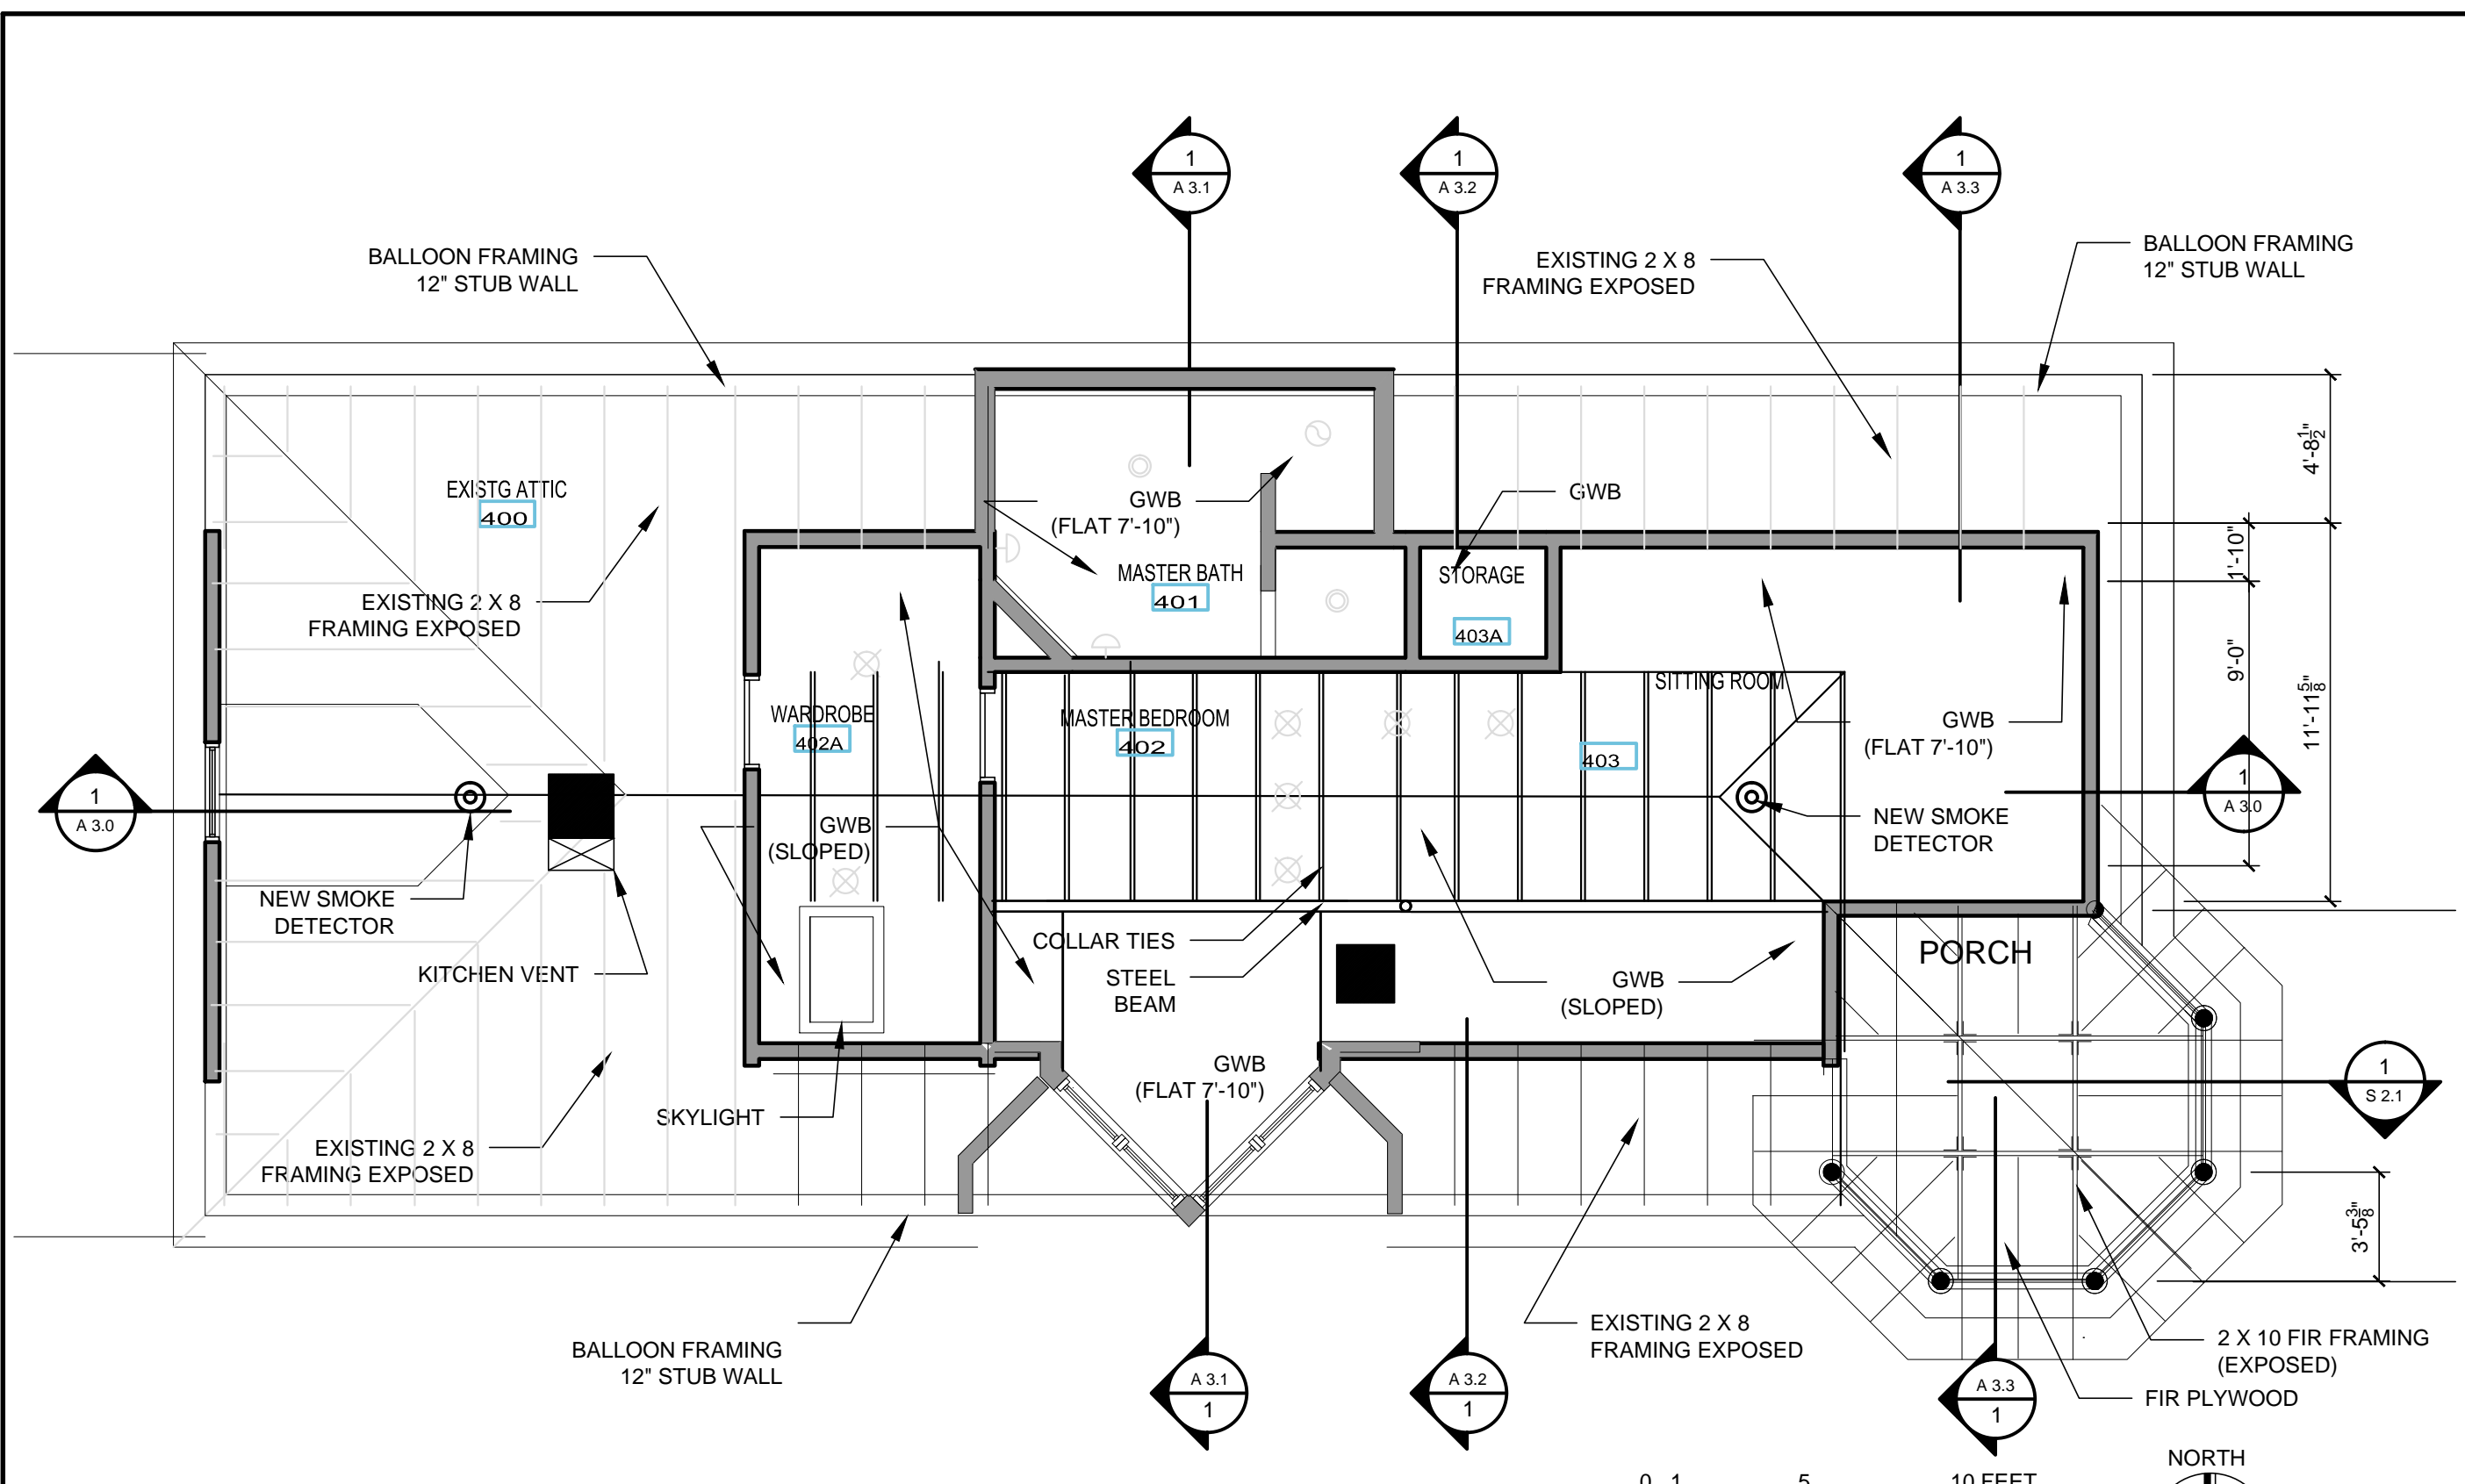 1
A 3.1
1
A 3.2
1
A 3.3
BALLOON FRAMING
12" STUB WALL
EXISTING 2 X 8
FRAMING EXPOSED
BALLOON FRAMING
12" STUB WALL
4'-8 1/2"
EXISTG ATTIC
400
GWB
(FLAT 7'-10")
GWB
1'-10"
EXISTING 2 X 8
FRAMING EXPOSED
MASTER BATH
401
STORAGE
403A
9'-0"
11'-11 5/8"
WARDROBE
402A
MASTER BEDROOM
402
SITTING ROOM
403
GWB
(FLAT 7'-10")
1
A 3.0
1
A 3.0
GWB
(SLOPED)
NEW SMOKE
DETECTOR
NEW SMOKE
DETECTOR
KITCHEN VENT
COLLAR TIES
STEEL
BEAM
GWB
(SLOPED)
PORCH
GWB
(FLAT 7'-10")
1
S 2.1
SKYLIGHT
EXISTING 2 X 8
FRAMING EXPOSED
3'-5 3/8"
BALLOON FRAMING
12" STUB WALL
EXISTING 2 X 8
FRAMING EXPOSED
2 X 10 FIR FRAMING
(EXPOSED)
FIR PLYWOOD
A 3.1
1
A 3.2
1
A 3.3
1
NORTH
0 1 5 10 FEET